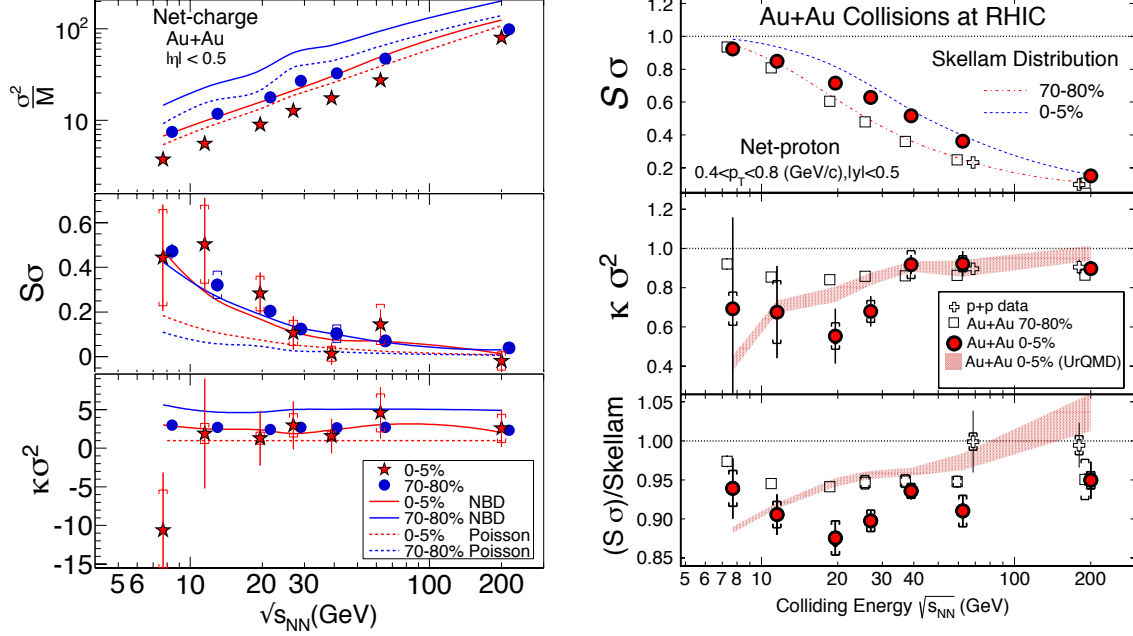 Net-charge
Au+Au
|η| < 0.5
σ²/M
10²
10
Sσ
0.6
0.4
0.2
0
κσ²
5
0
-5
-10
-15
0-5%
70-80%
0-5% NBD
70-80% NBD
0-5% Poisson
70-80% Poisson
5 6 10 20 30 100 200
√sNN (GeV)
Au+Au Collisions at RHIC
Skellam Distribution
70-80%
0-5%
Net-proton
0.4<pT<0.8 (GeV/c),|y|<0.5
S σ
1.0
0.8
0.6
0.4
0.2
κ σ²
1.2
1.0
0.8
0.6
0.4
p+p data
Au+Au 70-80%
Au+Au 0-5%
Au+Au 0-5% (UrQMD)
(S σ)/Skellam
1.05
1.00
0.95
0.90
0.85
5 6 7 8 10 20 30 40 100 200
Colliding Energy √sNN (GeV)